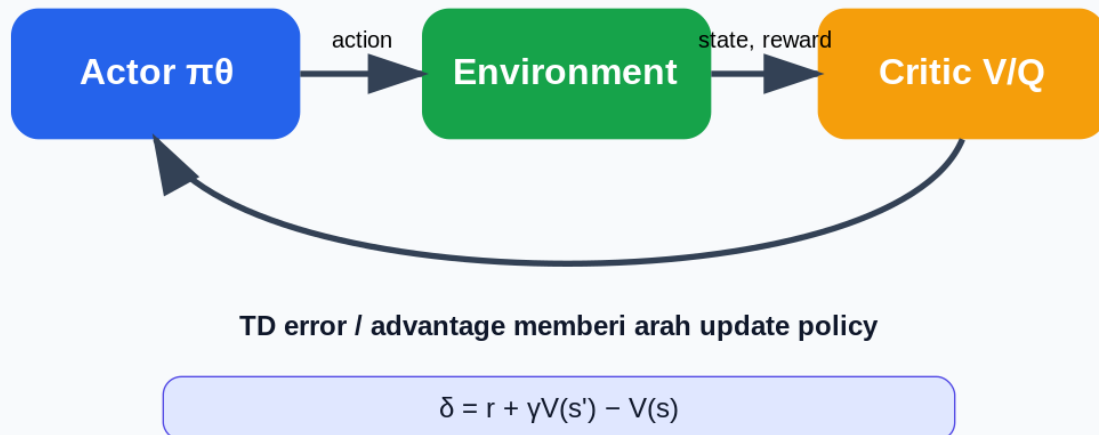 Actor πθ
action
Environment
state, reward
Critic V/Q
TD error / advantage memberi arah update policy
δ = r + γV(s') − V(s)